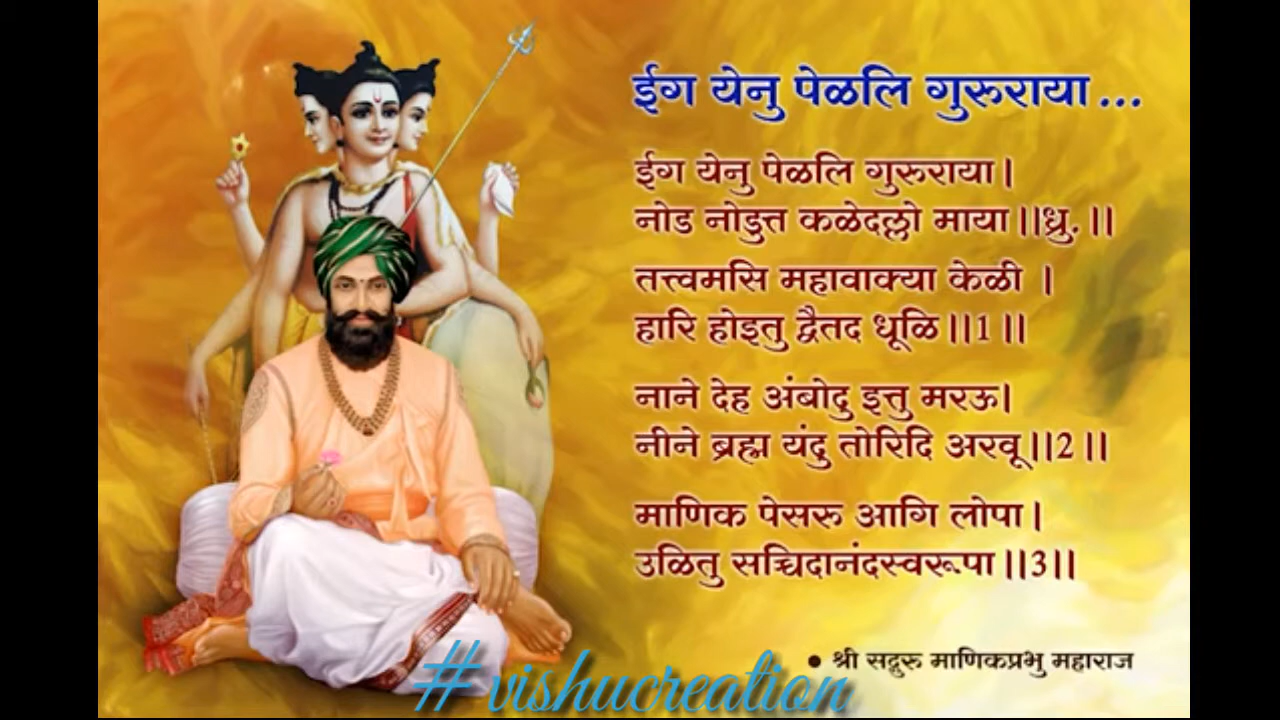 ईग येनु पेळलि गुरुराया...
ईग येनु पेळलि गुरुराया।
नोड नोडुत्त कळेदल्लो माया ||ध्रु.||
तत्त्वमसि महावाक्या केळी ।
हारि होइतु द्वैतद धूळि ||1||
नाने देह अंबोदु इत्तु मरऊ।
नीने ब्रह्म यंदु तोरिदि अरवू||2||
माणिक पेसरू आगि लोपा।
उळितु सच्चिदानंदस्वरूपा ||3||
• श्री सद्गुरु माणिकप्रभु महाराज
#vishucreation